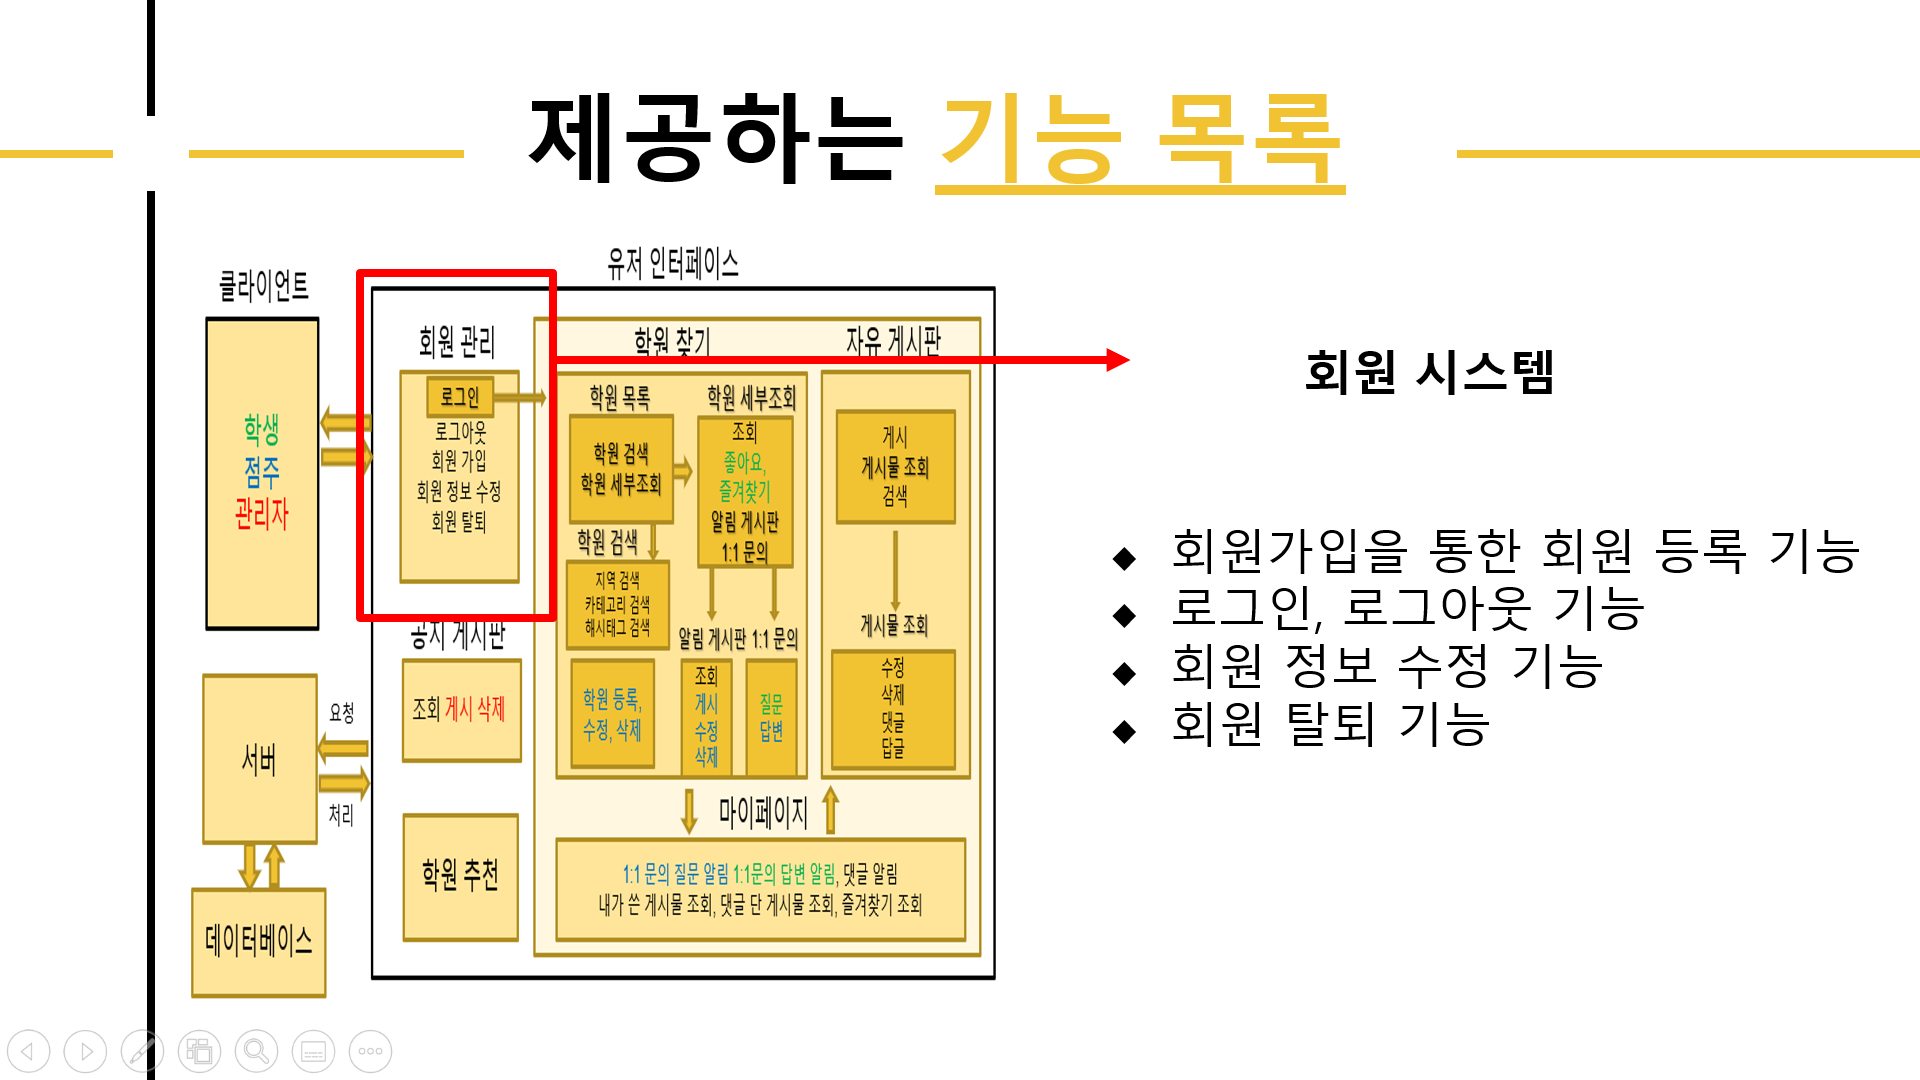 제공하는 기능 목록
유저 인터페이스
클라이언트
학생
점주
관리자
회원 관리
로그인
로그아웃
회원 가입
회원 정보 수정
회원 탈퇴
학원 찾기
학원 목록
학원 검색
학원 세부조회
학원 세부조회
조회
좋아요,
즐겨찾기
알림 게시판
1:1 문의
학원 검색
지역 검색
카테고리 검색
해시태그 검색
학원 등록,
수정, 삭제
알림 게시판
조회
게시
수정
삭제
1:1 문의
질문
답변
자유 게시판
게시
게시물 조회
검색
게시물 조회
수정
삭제
댓글
답글
공지 게시판
조회 게시 삭제
학원 추천
마이페이지
1:1 문의 질문 알림 1:1문의 답변 알림, 댓글 알림
내가 쓴 게시물 조회, 댓글 단 게시물 조회, 즐겨찾기 조회
서버
요청
처리
데이터베이스
회원 시스템
◆ 회원가입을 통한 회원 등록 기능
◆ 로그인, 로그아웃 기능
◆ 회원 정보 수정 기능
◆ 회원 탈퇴 기능